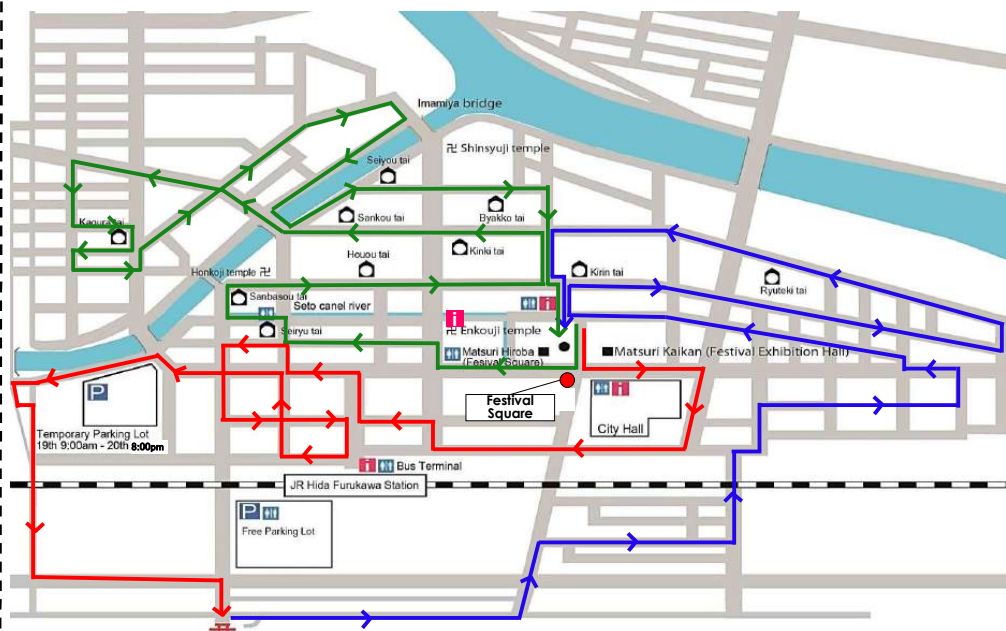 Imamiya bridge
卍 Shinsyuji temple
Seiyou tai
Sankou tai
Byakko tai
Kagura tai
Houou tai
Kinki tai
Honkoji temple 卍
Kirin tai
Ryuteki tai
Sanbasou tai
Seto canel river
i
i
Seiryu tai
卍 Enkouji temple
Matsuri Hiroba
(Fesival Square)
Matsuri Kaikan (Festival Exhibition Hall)
Festival
Square
i
City Hall
P
Temporary Parking Lot
19th 9:00am - 20th 8:00pm
i
Bus Terminal
JR Hida Furukawa Station
P
Free Parking Lot